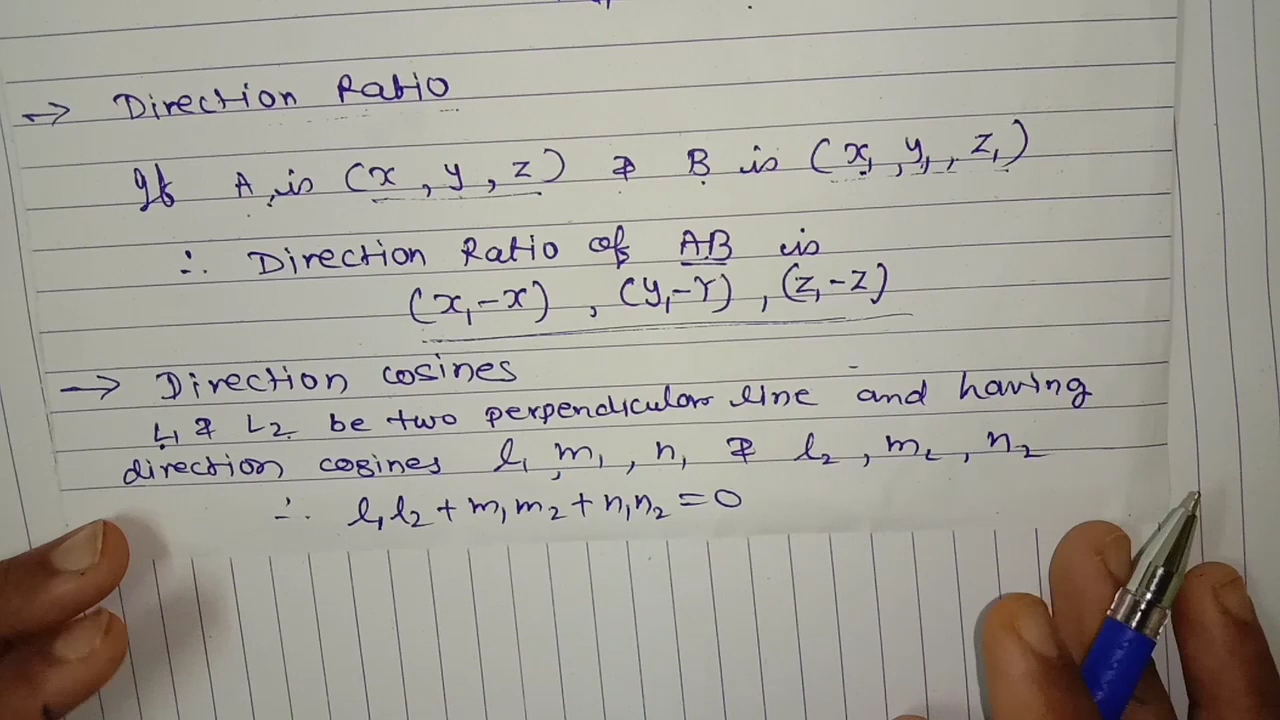 → Direction Ratio
If A is (x, y, z) & B is (x₁, y₁, z₁)
∴ Direction Ratio of AB is
(x₁-x), (y₁-Y), (z₁-z)
→ Direction cosines
L₁ & L₂ be two perpendicular line and having
direction cosines l₁, m₁, n₁ & l₂, m₂, n₂
∴ l₁l₂ + m₁m₂ + n₁n₂ = 0